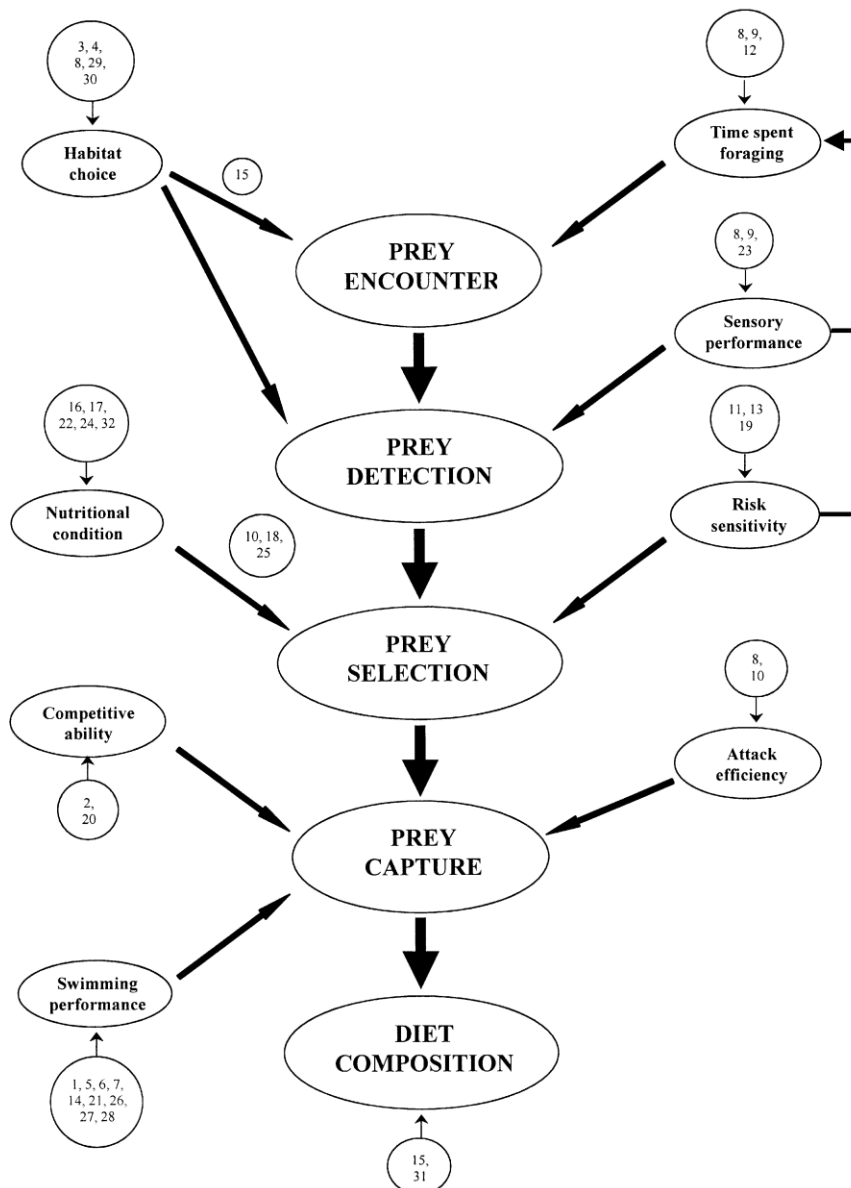 3, 4,
8, 29,
30
8, 9,
12
Habitat
choice
15
Time spent
foraging
PREY
ENCOUNTER
8, 9,
23
Sensory
performance
16, 17,
22, 24, 32
11, 13
19
PREY
DETECTION
Nutritional
condition
10, 18,
25
Risk
sensitivity
PREY
SELECTION
8,
10
Competitive
ability
Attack
efficiency
2,
20
PREY
CAPTURE
Swimming
performance
DIET
COMPOSITION
1, 5, 6, 7,
14, 21, 26,
27, 28
15,
31